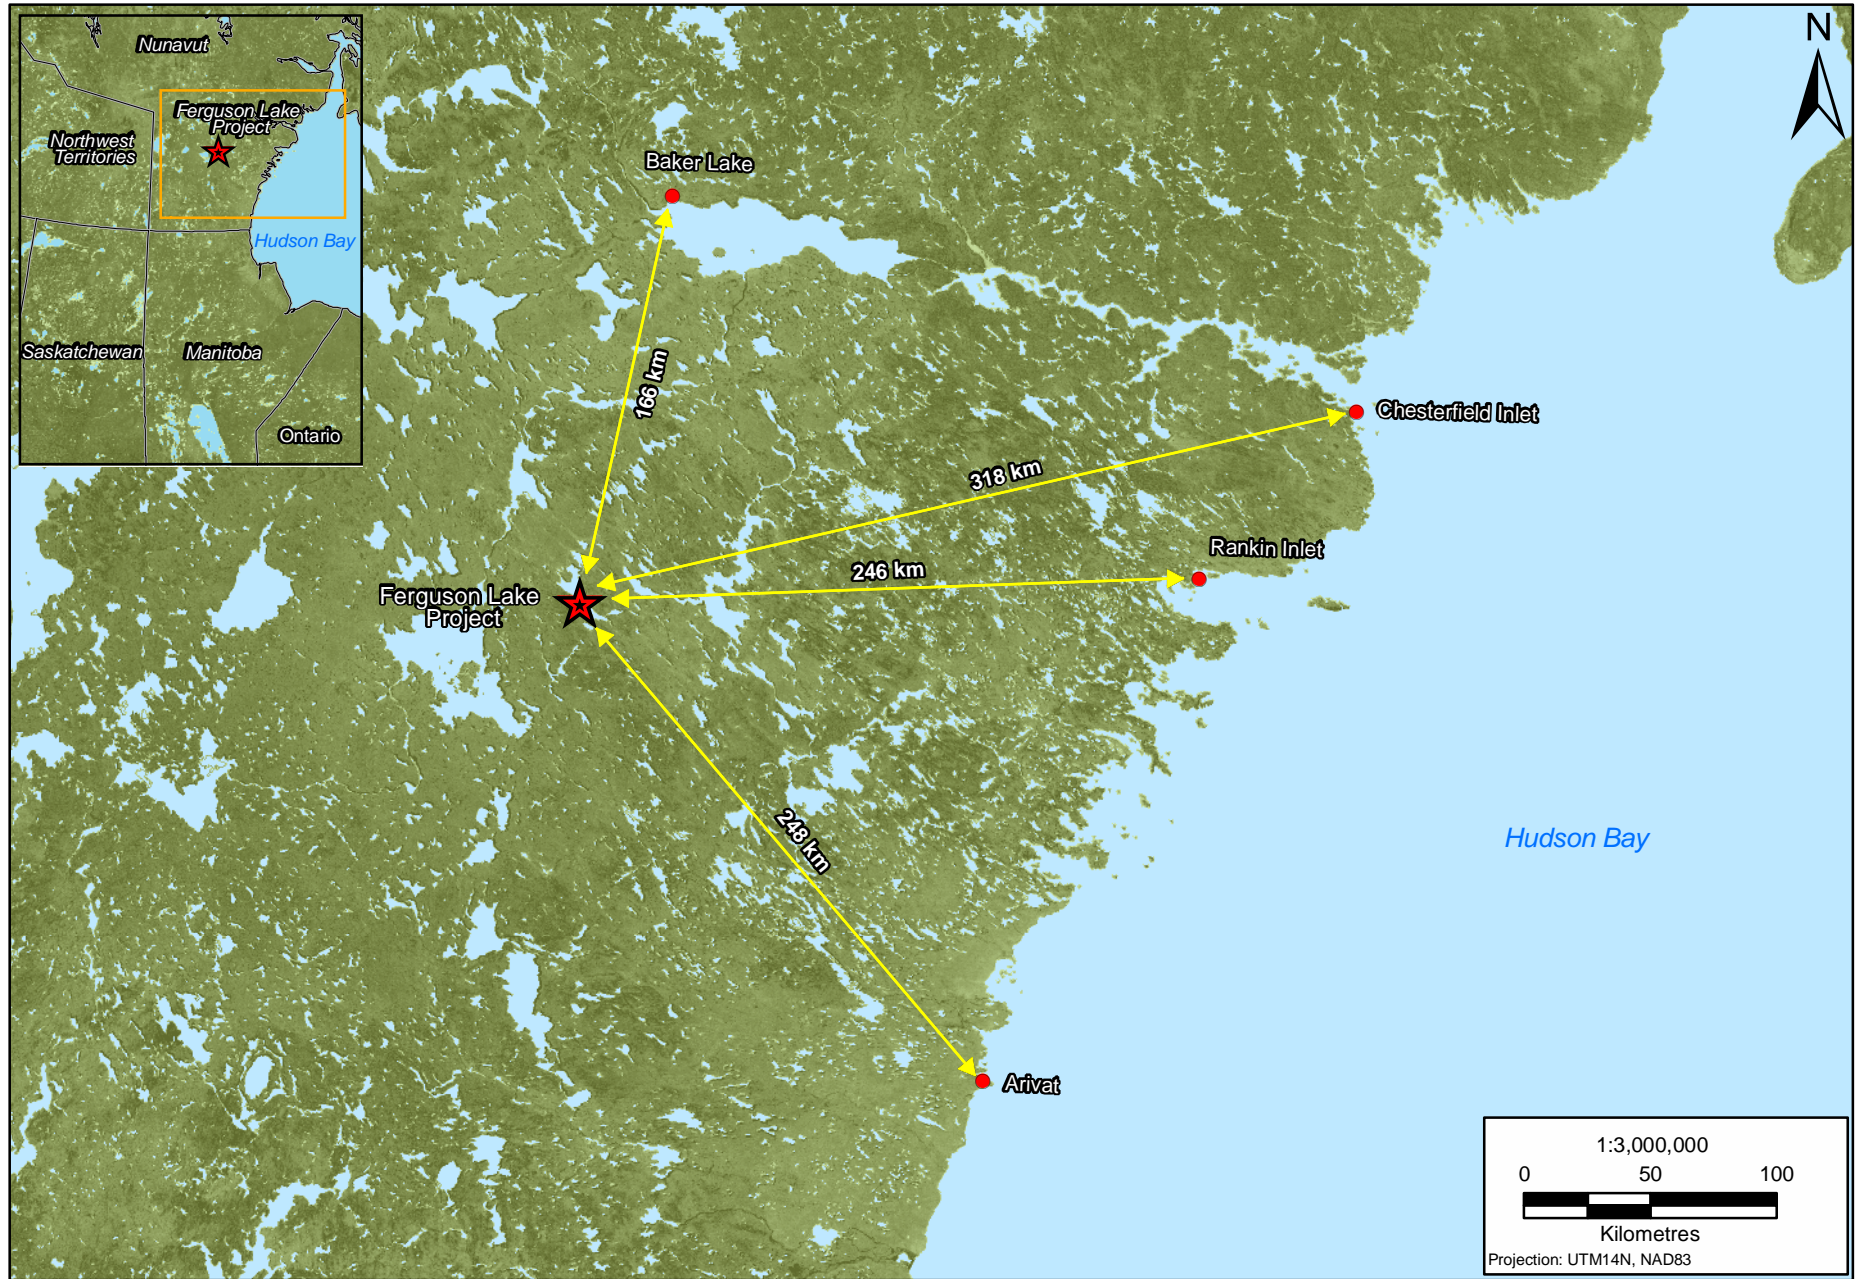 Nunavut
Ferguson Lake
Project
Northwest
Territories
Hudson Bay
Saskatchewan
Manitoba
Ontario
N
Baker Lake
166 km
Chesterfield Inlet
318 km
Rankin Inlet
246 km
Ferguson Lake
Project
248 km
Hudson Bay
Arivat
1:3,000,000
0 50 100
Kilometres
Projection: UTM14N, NAD83